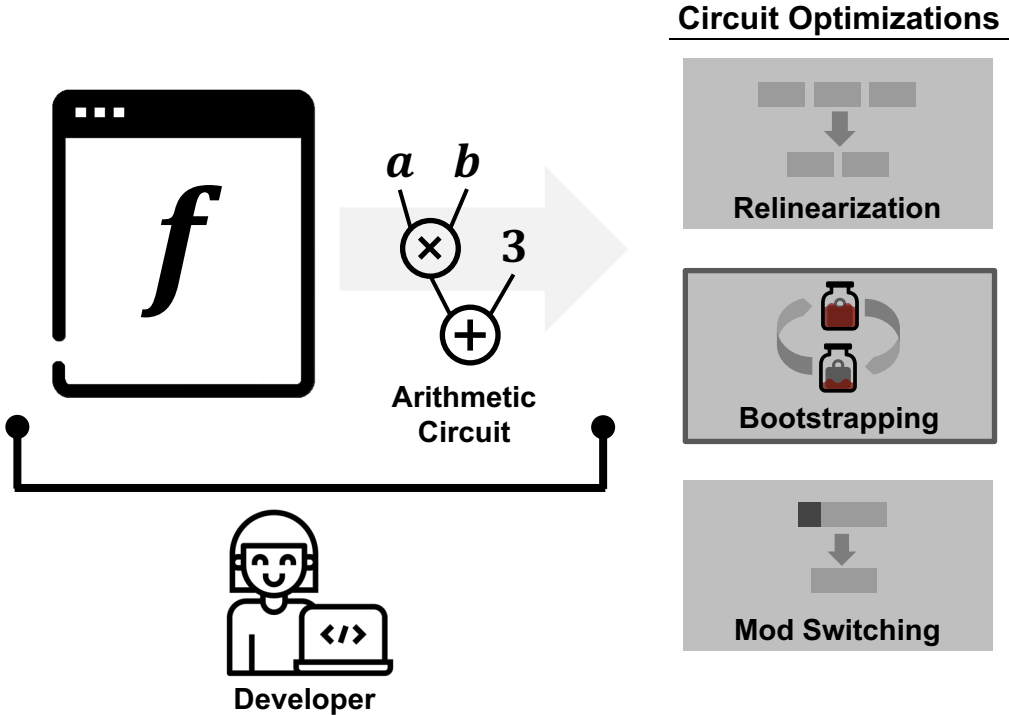 Circuit Optimizations
f
a b
×
3
+
Arithmetic
Circuit
</>
Developer
Relinearization
Bootstrapping
Mod Switching